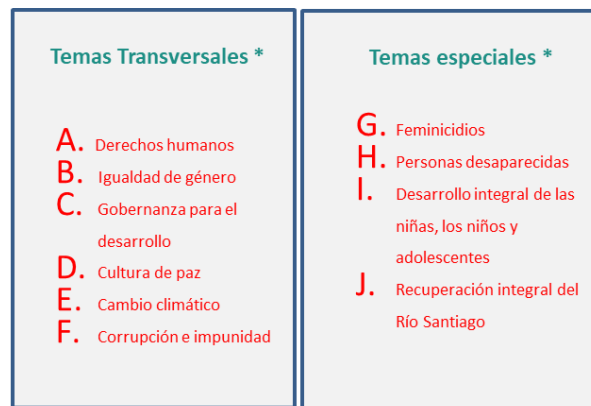 Temas Transversales *
A. Derechos humanos
B. Igualdad de género
C. Gobernanza para el
desarrollo
D. Cultura de paz
E. Cambio climático
F. Corrupción e impunidad
Temas especiales *
G. Feminicidios
H. Personas desaparecidas
I. Desarrollo integral de las
niñas, los niños y
adolescentes
J. Recuperación integral del
Río Santiago